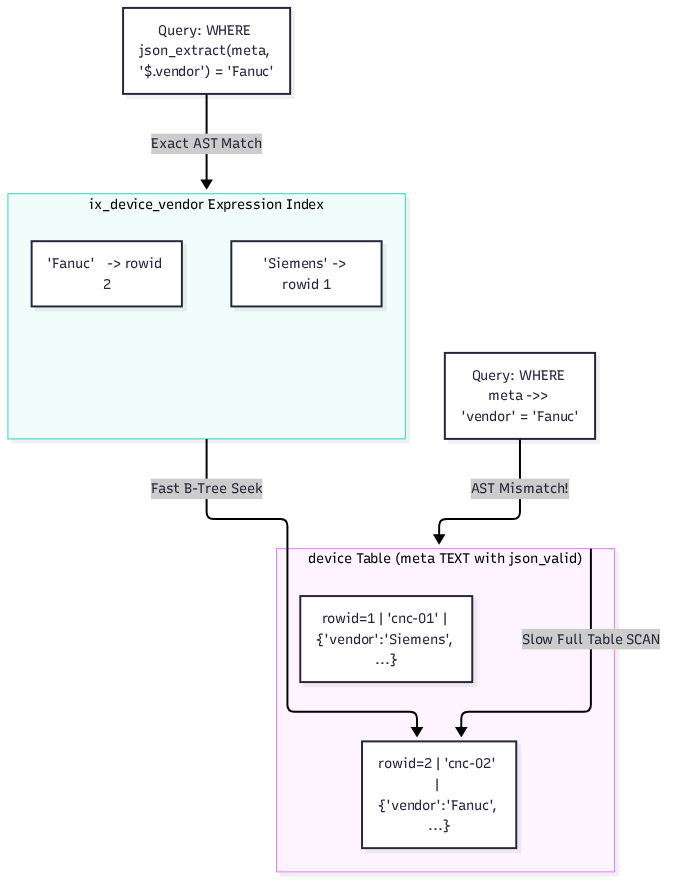 Query: WHERE
json_extract(meta,
'$.vendor') = 'Fanuc'
Exact AST Match
ix_device_vendor Expression Index
'Fanuc'   -> rowid
2
'Siemens' ->
rowid 1
Query: WHERE
meta ->>
'vendor' = 'Fanuc'
Fast B-Tree Seek
AST Mismatch!
device Table (meta TEXT with json_valid)
rowid=1 | 'cnc-01' |
{'vendor':'Siemens',
...}
Slow Full Table SCAN
rowid=2 | 'cnc-02'
|
{'vendor':'Fanuc',
...}